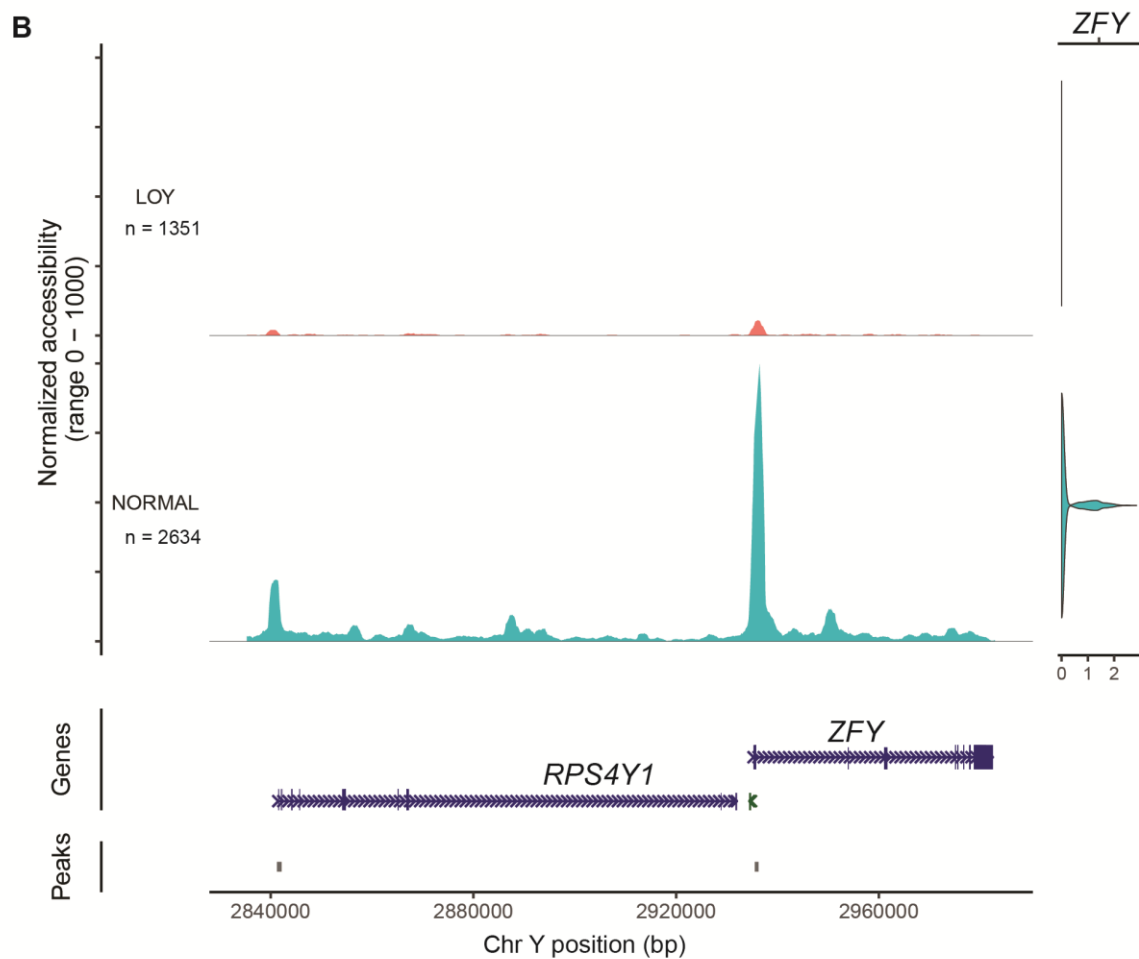 B
ZFY
Normalized accessibility
(range 0 – 1000)
LOY
n = 1351
NORMAL
n = 2634
0 1 2
Genes
ZFY
RPS4Y1
Peaks
2840000 2880000 2920000 2960000
Chr Y position (bp)